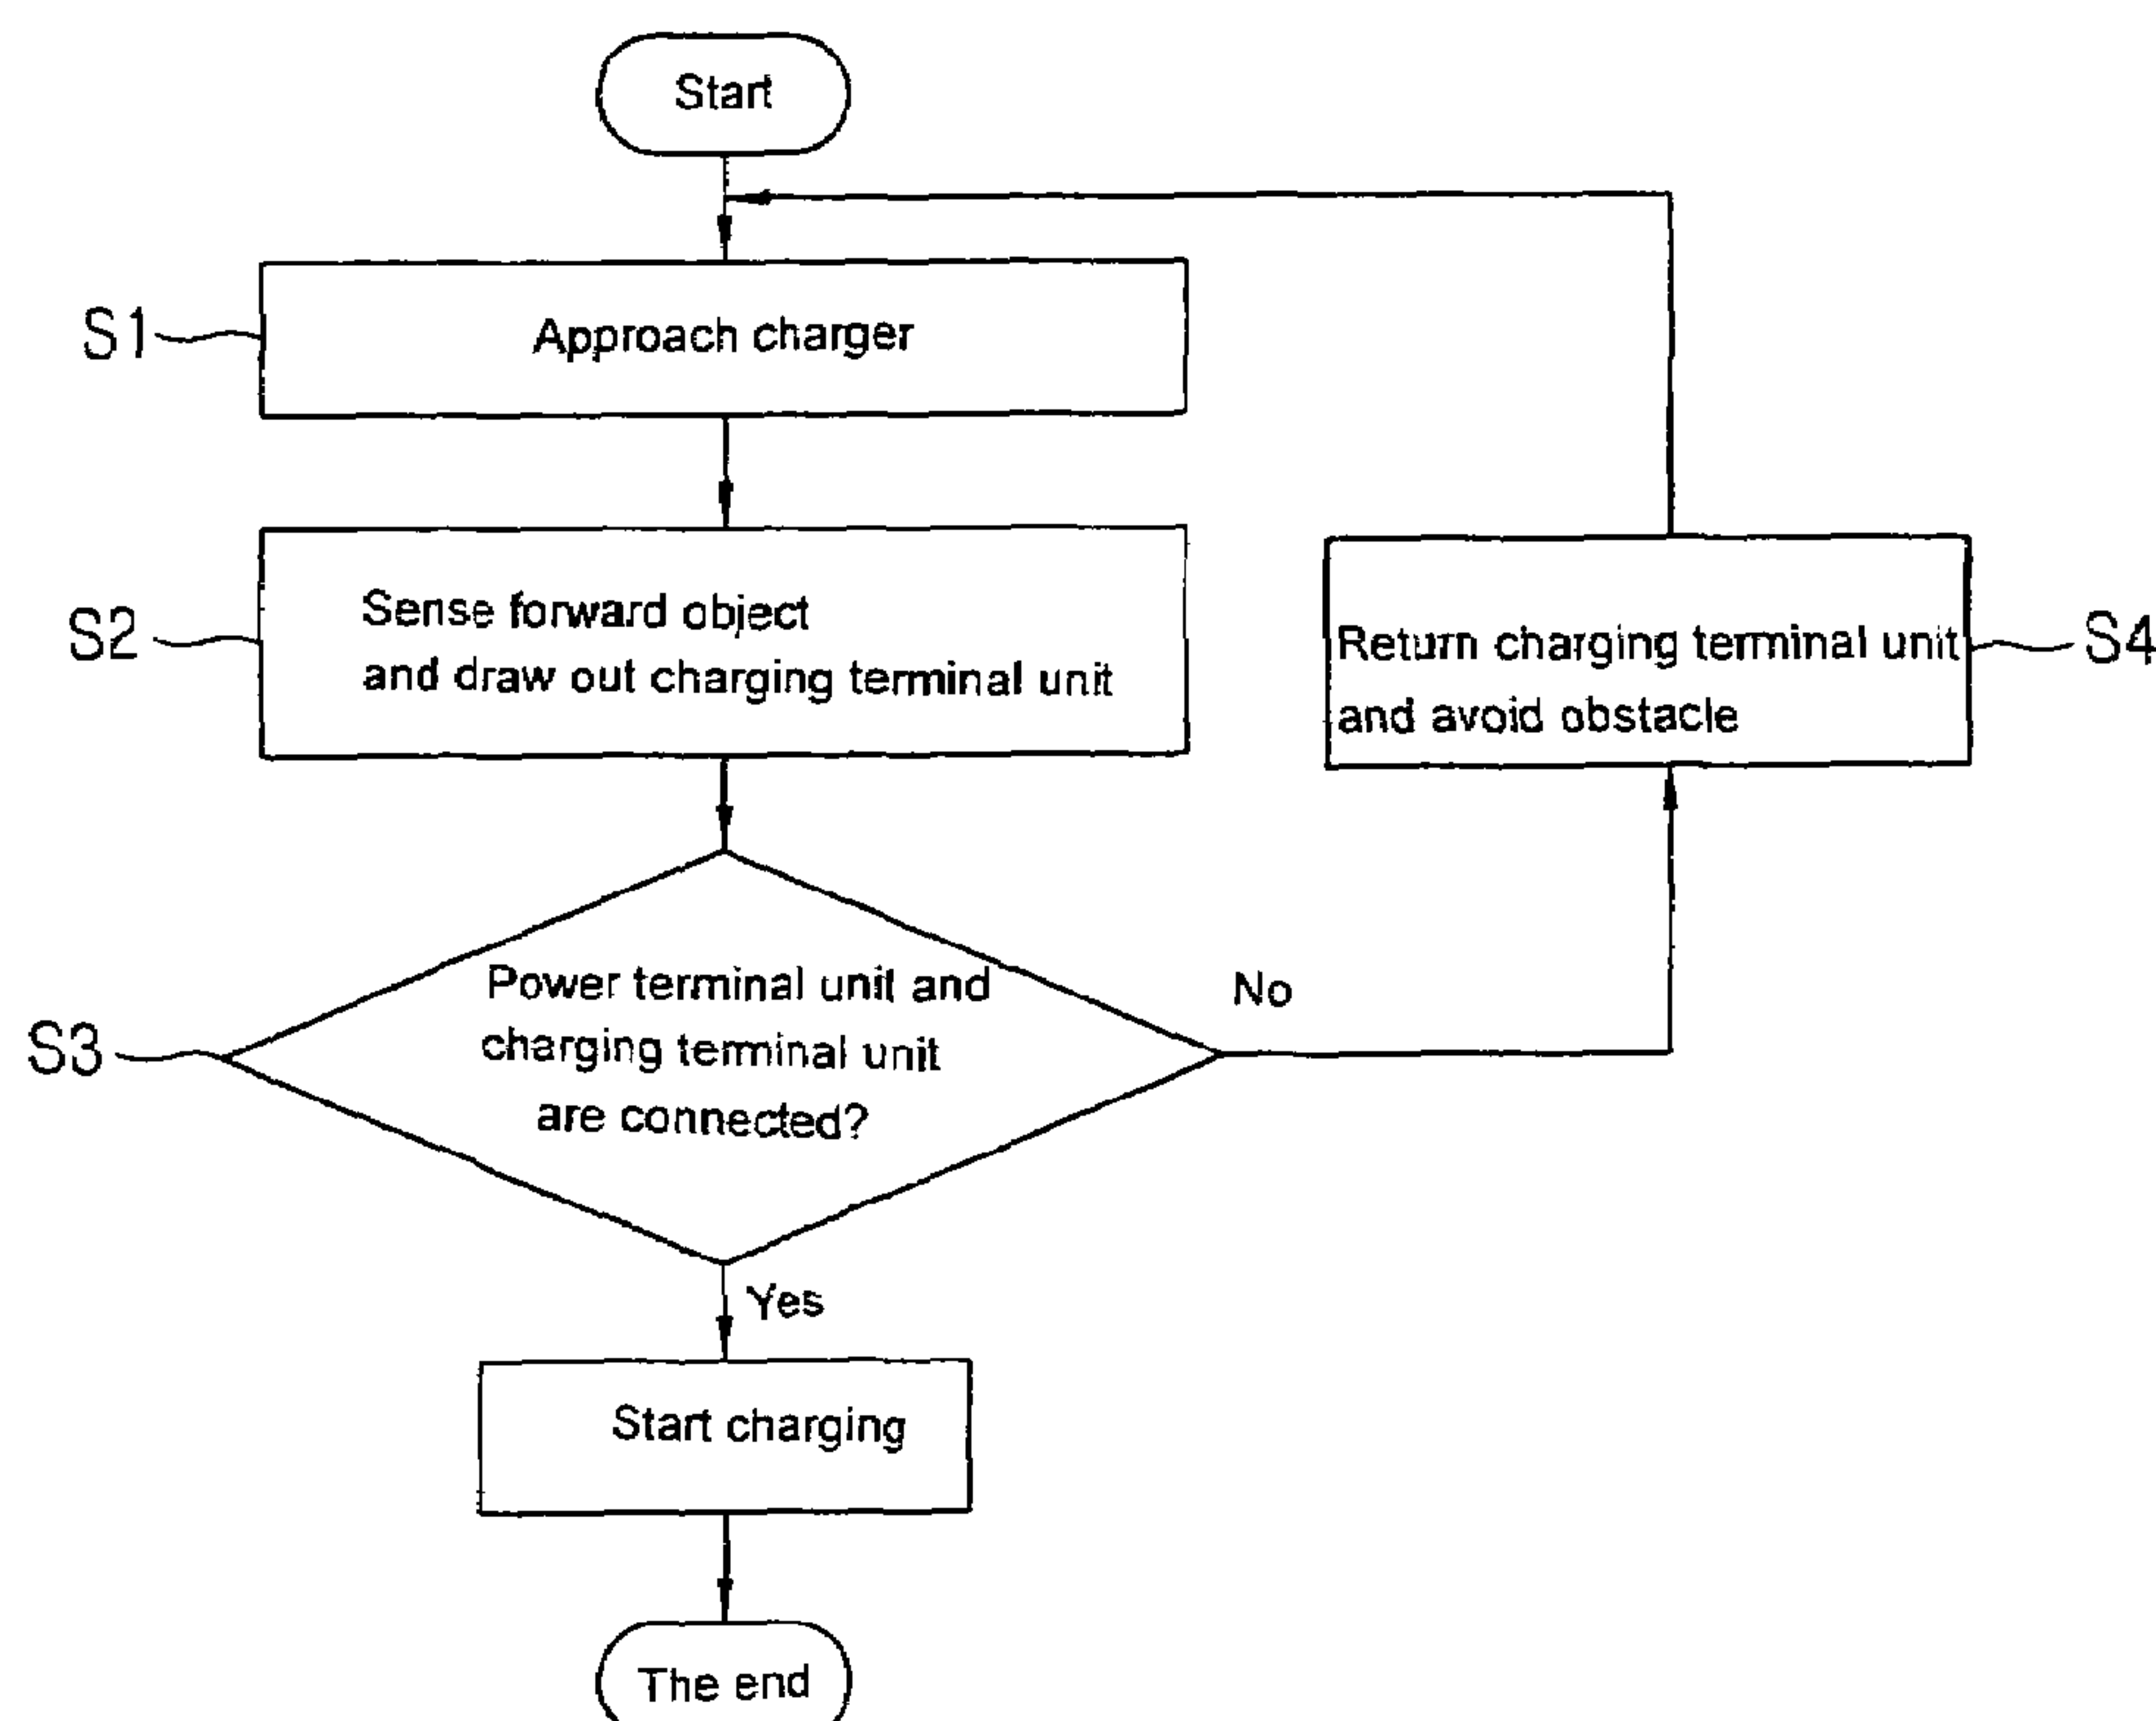 Start
S1
Approach charger
S2
Sense forward object
and draw out charging terminal unit
Return charging terminal unit
and avoid obstacle
S4
S3
Power terminal unit and
charging terminal unit
are connected?
No
Yes
Start charging
The end